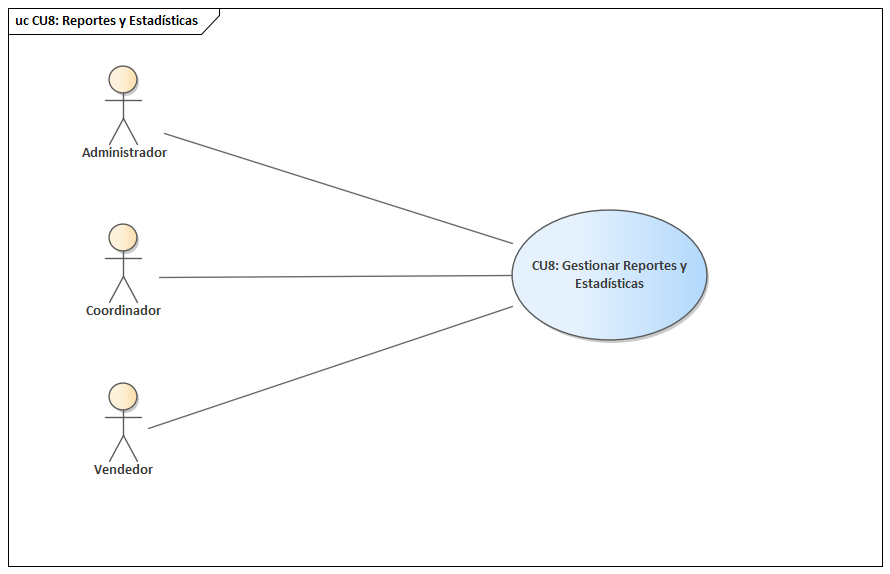 uc CU8: Reportes y Estadísticas
Administrador
Coordinador
CU8: Gestionar Reportes y
Estadísticas
Vendedor